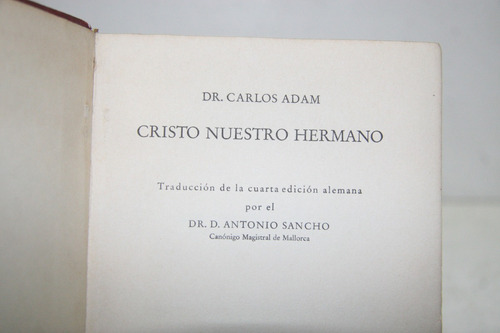 DR. CARLOS ADAM
CRISTO NUESTRO HERMANO
Traducción de la cuarta edición alemana
por el
DR. D. ANTONIO SANCHO
Canónigo Magistral de Mallorca